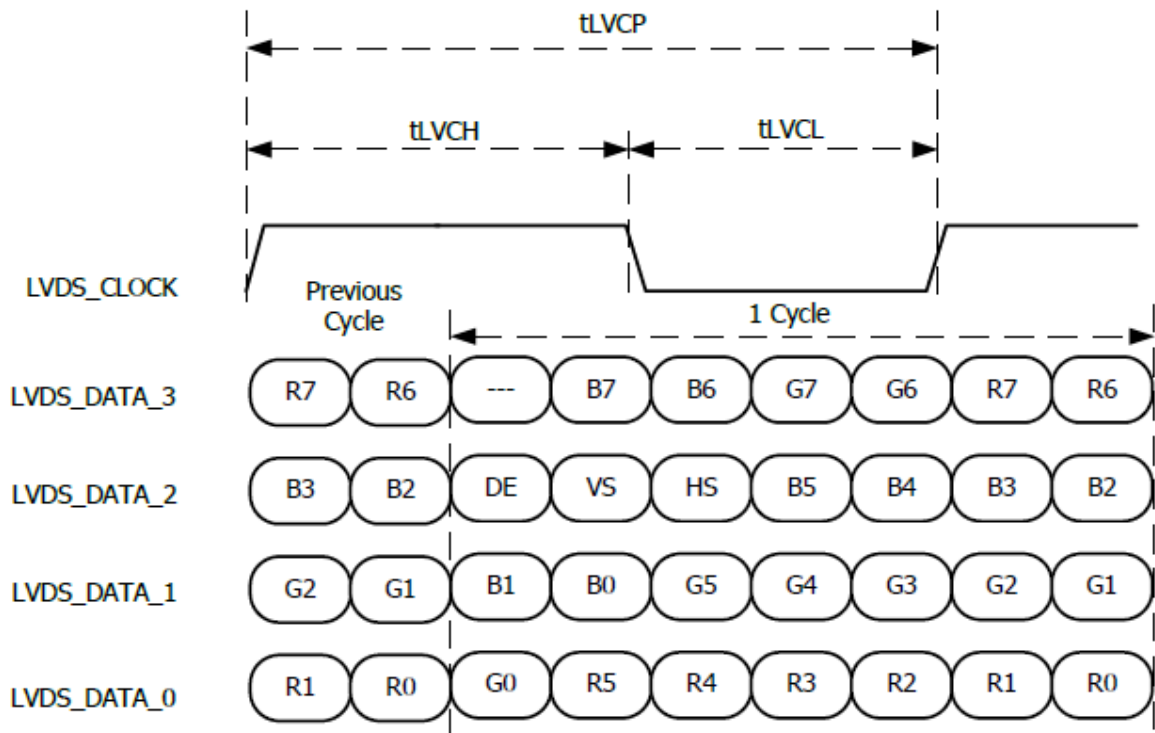 tLVCP
tLVCH tLVCL
LVDS_CLOCK
Previous
Cycle
1 Cycle
LVDS_DATA_3 R7 R6 --- B7 B6 G7 G6 R7 R6
LVDS_DATA_2 B3 B2 DE VS HS B5 B4 B3 B2
LVDS_DATA_1 G2 G1 B1 B0 G5 G4 G3 G2 G1
LVDS_DATA_0 R1 R0 G0 R5 R4 R3 R2 R1 R0